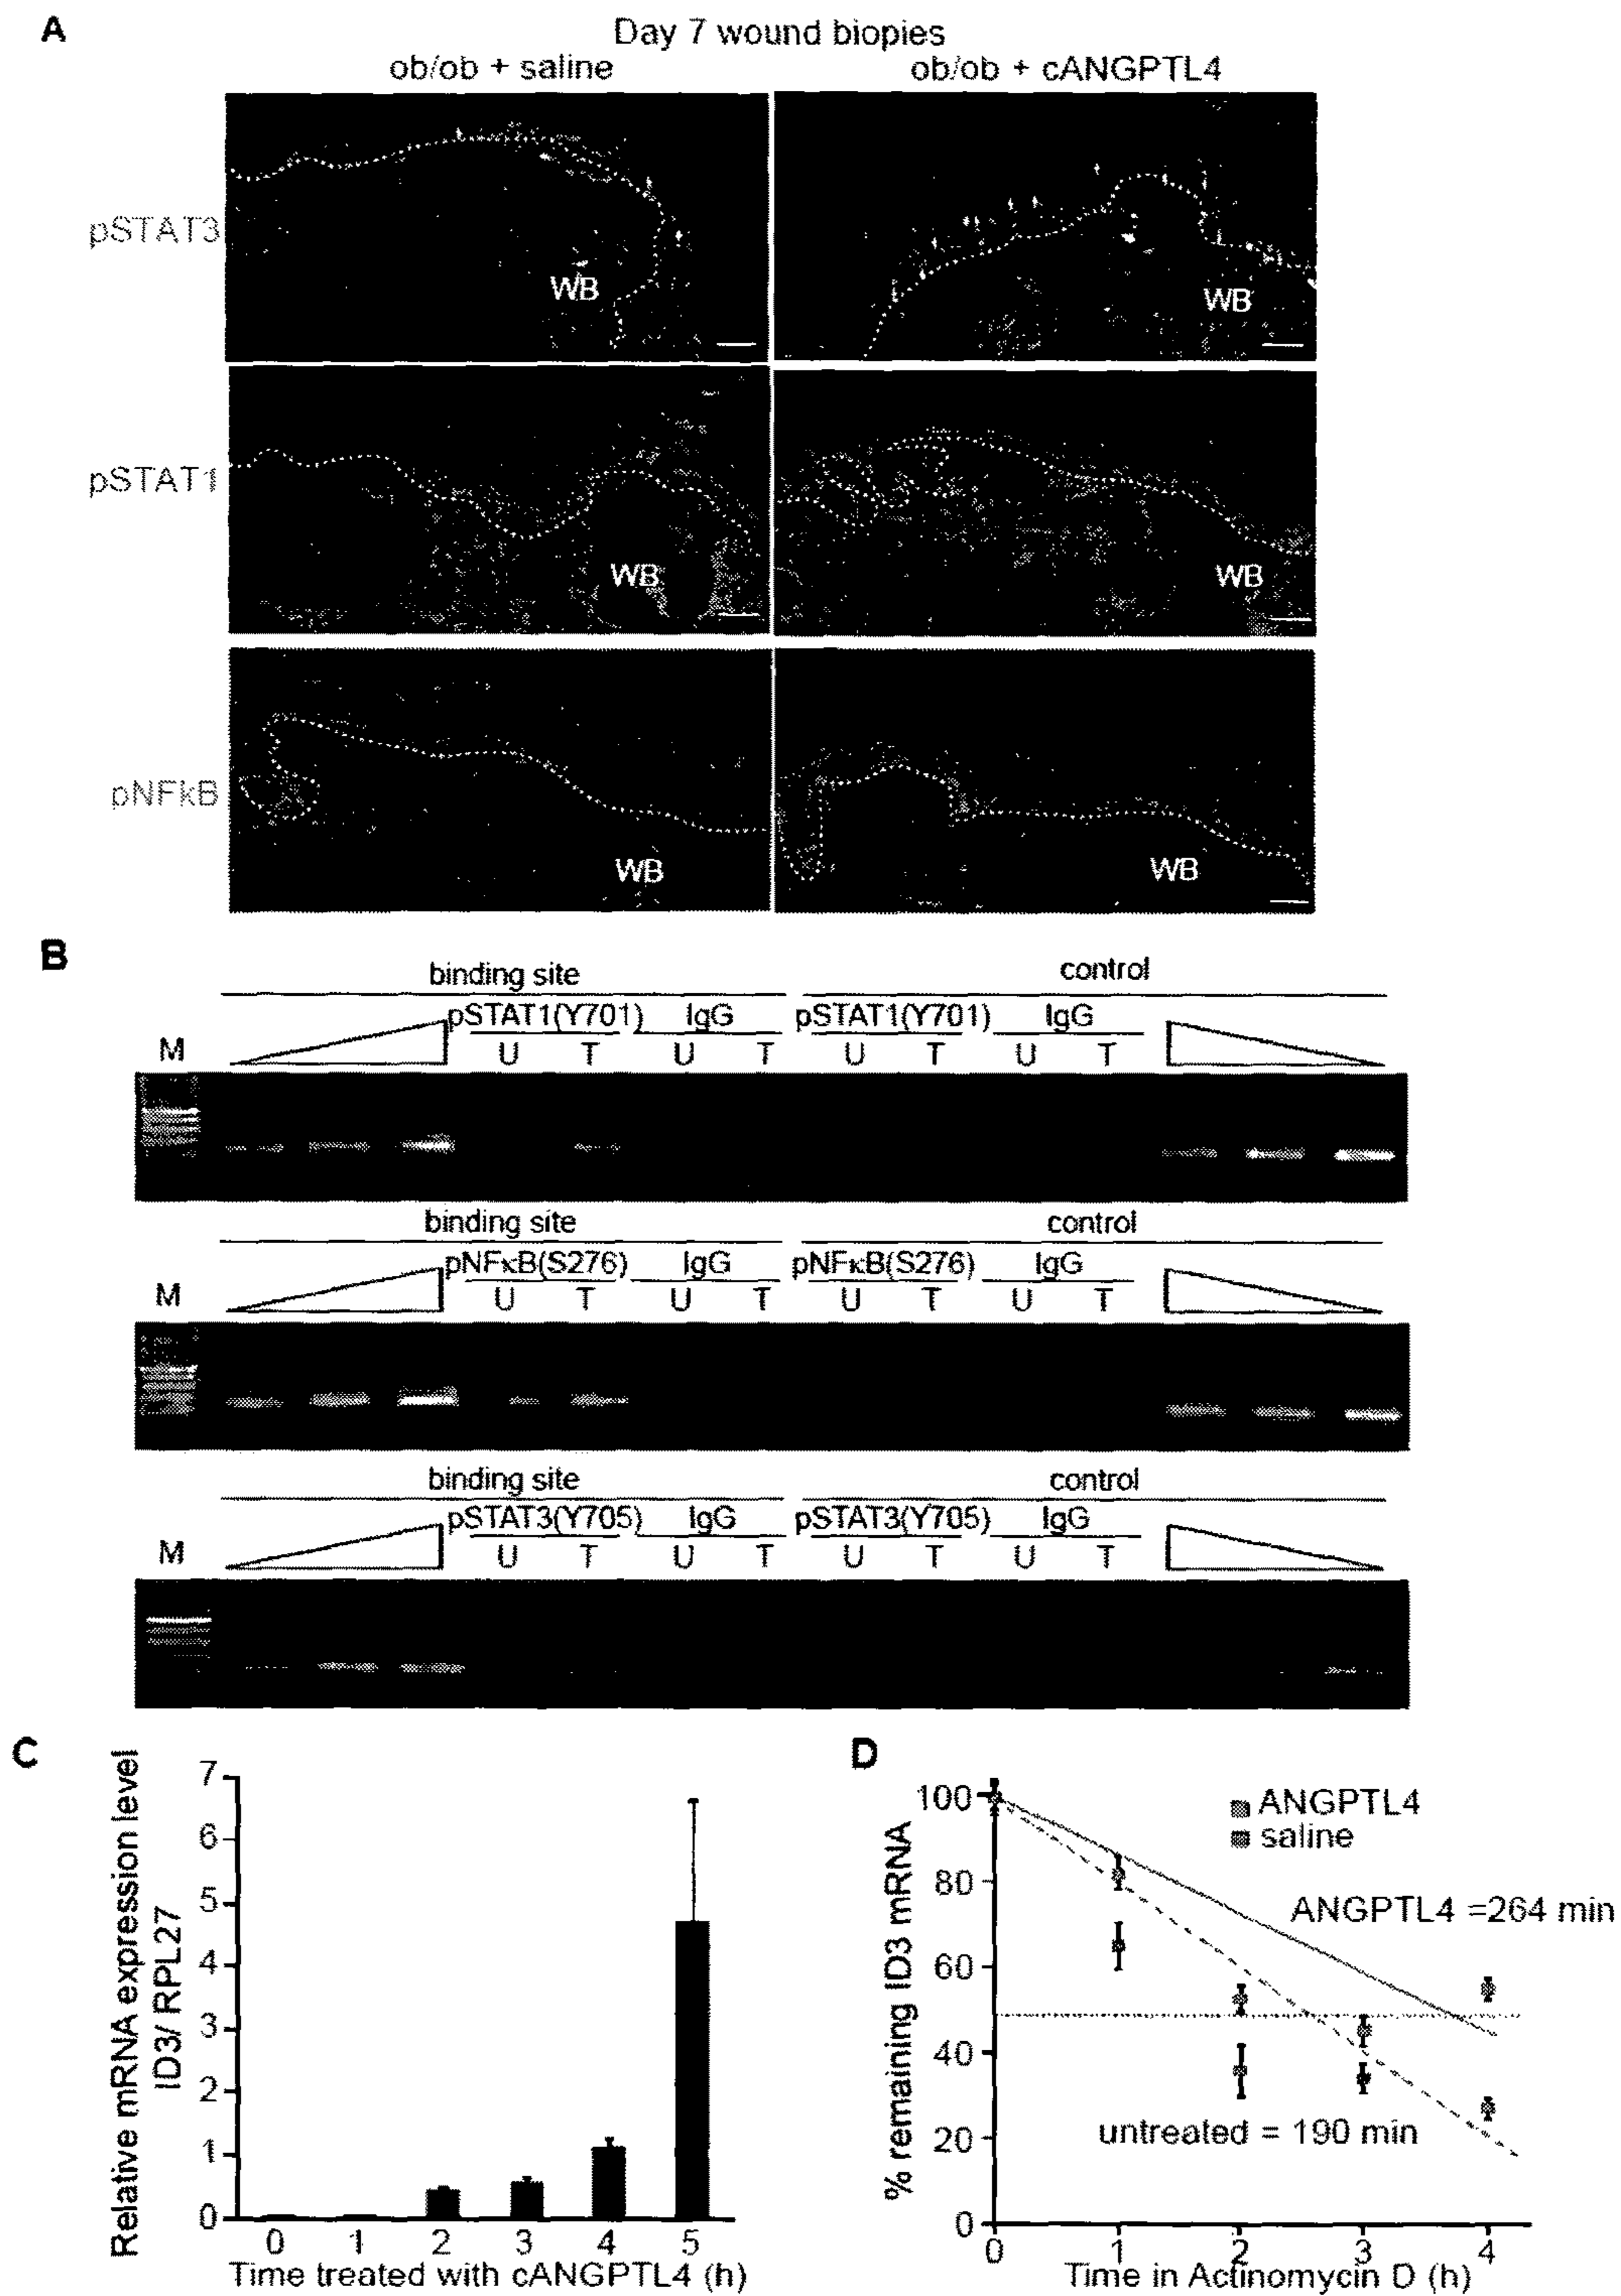 A
Day 7 wound biopies
ob/ob + saline ob/ob + cANGPTL4
pSTAT3
WB WB
pSTAT1
WB WB
pNFkB
WB WB
B
binding site control
pSTAT1(Y701) IgG pSTAT1(Y701) IgG
M U T U T U T U T
binding site control
pNFκB(S276) IgG pNFκB(S276) IgG
M U T U T U T U T
binding site control
pSTAT3(Y705) IgG pSTAT3(Y705) IgG
M U T U T U T U T
C
Relative mRNA expression level
ID3/ RPL27
7
6
5
4
3
2
1
0
0 1 2 3 4 5
Time treated with cANGPTL4 (h)
D
% remaining ID3 mRNA
100
80
60
40
20
0
ANGPTL4
saline
ANGPTL4 =264 min
untreated = 190 min
0 1 2 3 4
Time in Actinomycin D (h)